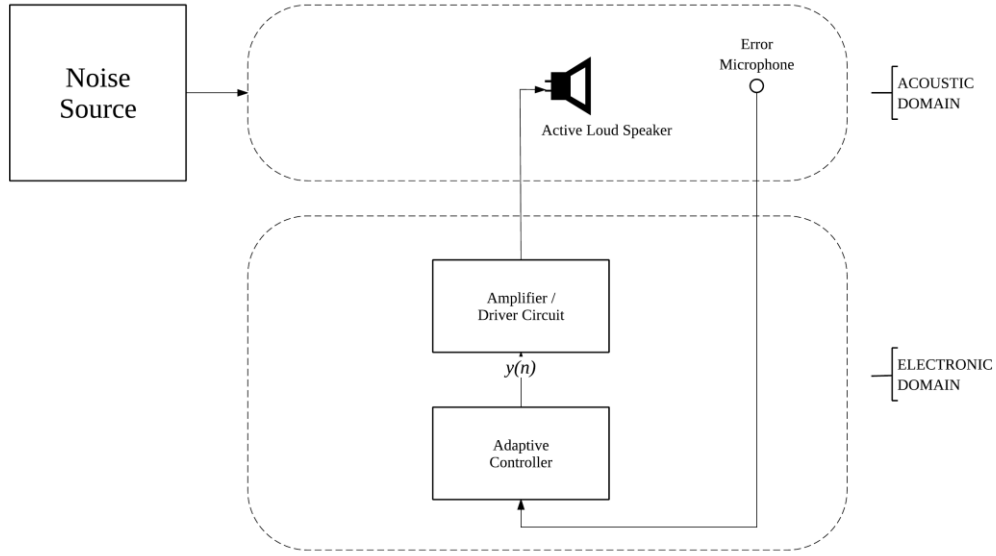 Noise
Source
Error
Microphone
Active Loud Speaker
ACOUSTIC
DOMAIN
Amplifier /
Driver Circuit
y(n)
ELECTRONIC
DOMAIN
Adaptive
Controller